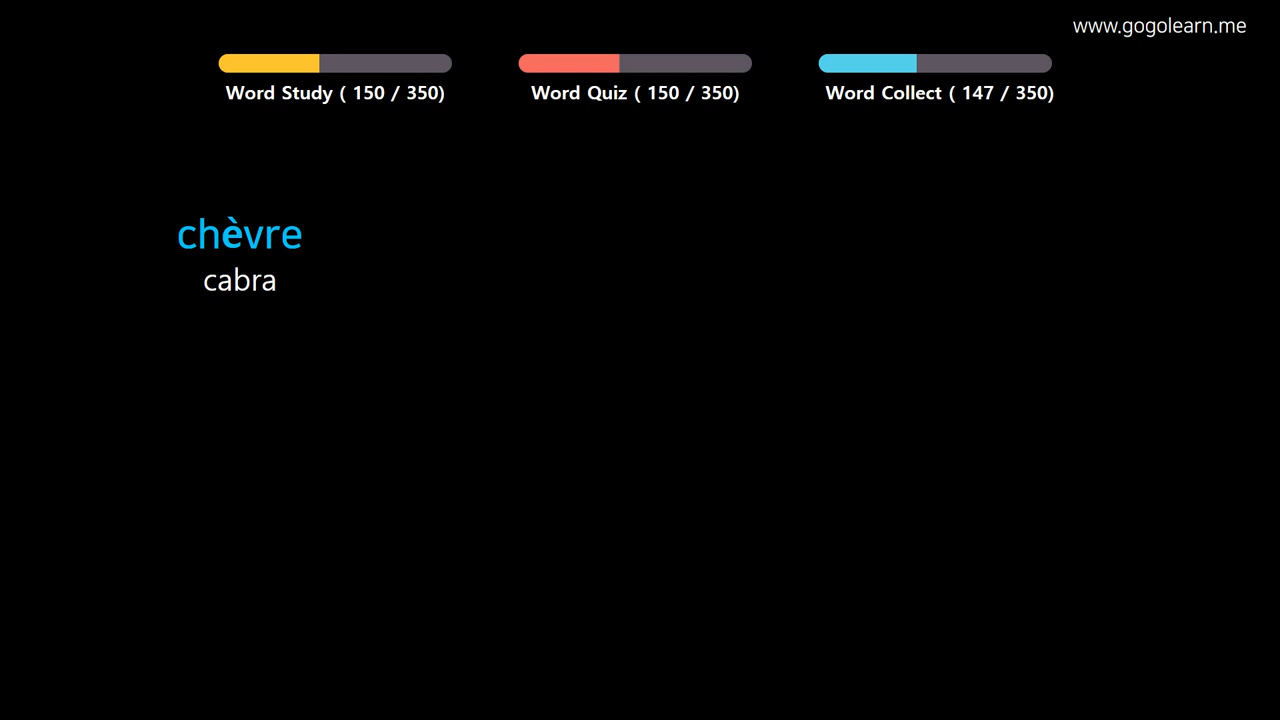 www.gogolearn.me
Word Study ( 150 / 350)
Word Quiz ( 150 / 350)
Word Collect ( 147 / 350)
chèvre
cabra